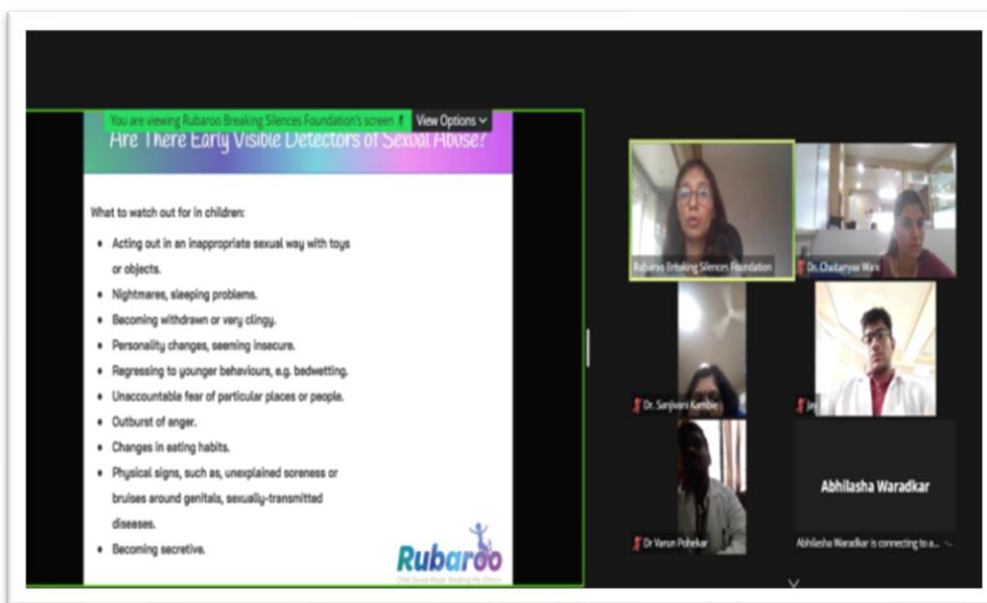 You are viewing Rubaroo Breaking Silences Foundation's screen
View Options
Are There Early Visible Detectors of Sexual Abuse?
What to watch out for in children:
• Acting out in an inappropriate sexual way with toys
or objects.
• Nightmares, sleeping problems.
• Becoming withdrawn or very clingy.
• Personality changes, seeming insecure.
• Regressing to younger behaviours, e.g. bedwetting.
• Unaccountable fear of particular places or people.
• Outburst of anger.
• Changes in eating habits.
• Physical signs, such as, unexplained soreness or
bruises around genitals, sexually-transmitted
diseases.
• Becoming secretive.
Rubaroo
Child Sexual Abuse: Breaking the Silence
Rubaroo Breaking Silences Foundation
Dr. Chaitanyaa Wani
Dr. Sanjivani Kamble
Jay
Dr Varun Pohekar
Abhilasha Waradkar
Abhilasha Waradkar is connecting to a...